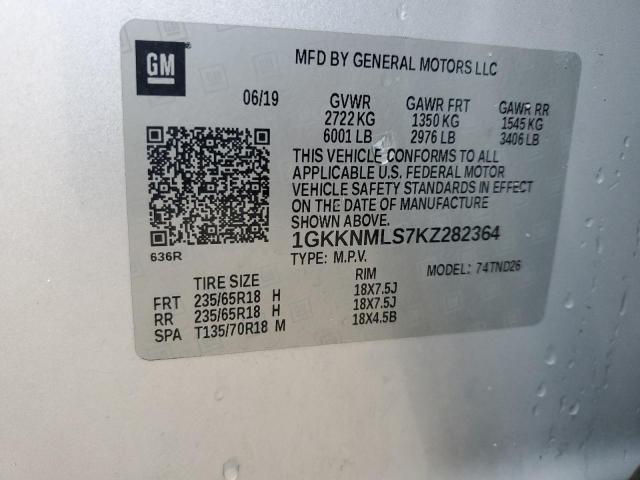 GM
MFD BY GENERAL MOTORS LLC
06/19 GVWR GAWR FRT GAWR RR
2722 KG 1350 KG 1545 KG
6001 LB 2976 LB 3406 LB
THIS VEHICLE CONFORMS TO ALL
APPLICABLE U.S. FEDERAL MOTOR
VEHICLE SAFETY STANDARDS IN EFFECT
ON THE DATE OF MANUFACTURE
SHOWN ABOVE.
636R 1GKKNMLS7KZ282364
TYPE: M.P.V. MODEL: 74TND26
TIRE SIZE RIM
FRT 235/65R18 H 18X7.5J
RR 235/65R18 H 18X7.5J
SPA T135/70R18 M 18X4.5B